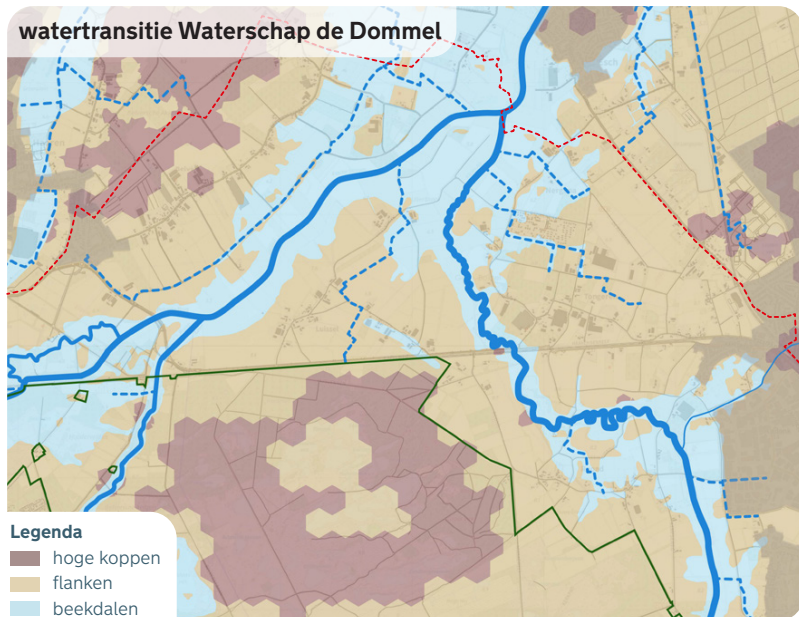 watertransitie Waterschap de Dommel
Legenda
hoge koppen
flanken
beekdalen